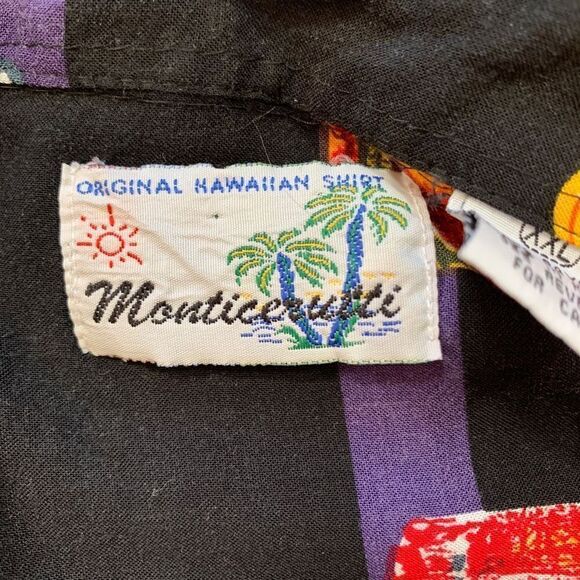 ORIGINAL HAWAIIAN SHIRT
Monticerutti
XXL
FOR CA